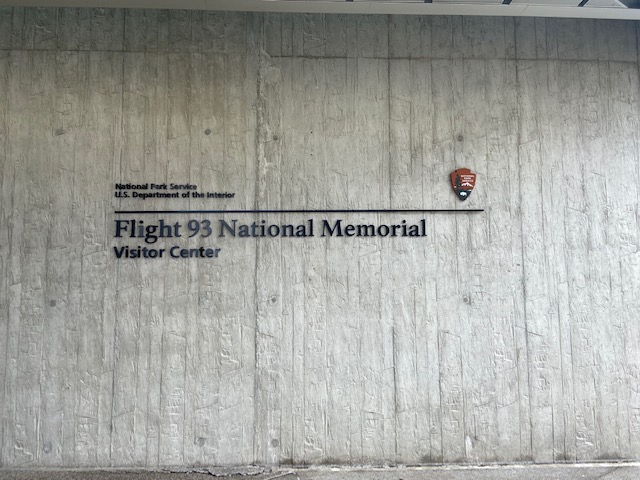 National Park Service
U.S. Department of the Interior
Flight 93 National Memorial
Visitor Center